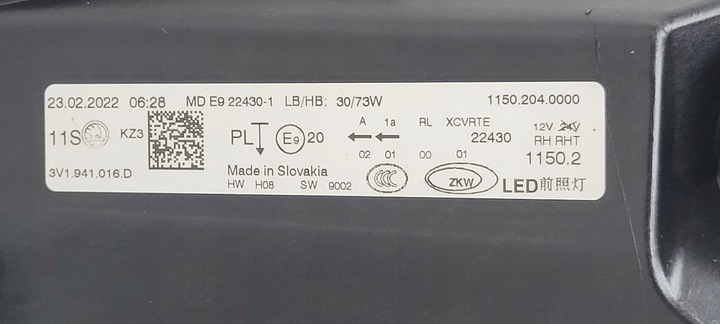 23.02.2022 06:28 MD E9 22430-1 LB/HB: 30/73W 1150.204.0000
11S KZ3 PL E9 20 A 1a RL XCVRTE 12V 24V
22430 RH RHT
02 01 00 01 1150.2
3V1.941.016.D Made in Slovakia
HW H08 SW 9002 CCC ZKW LED前照灯